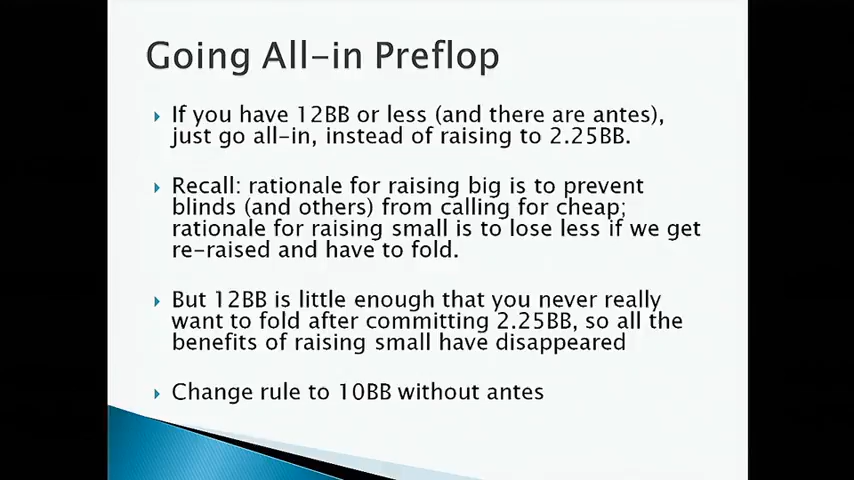 Going All-in Preflop
If you have 12BB or less (and there are antes),
just go all-in, instead of raising to 2.25BB.
Recall: rationale for raising big is to prevent
blinds (and others) from calling for cheap;
rationale for raising small is to lose less if we get
re-raised and have to fold.
But 12BB is little enough that you never really
want to fold after committing 2.25BB, so all the
benefits of raising small have disappeared
Change rule to 10BB without antes